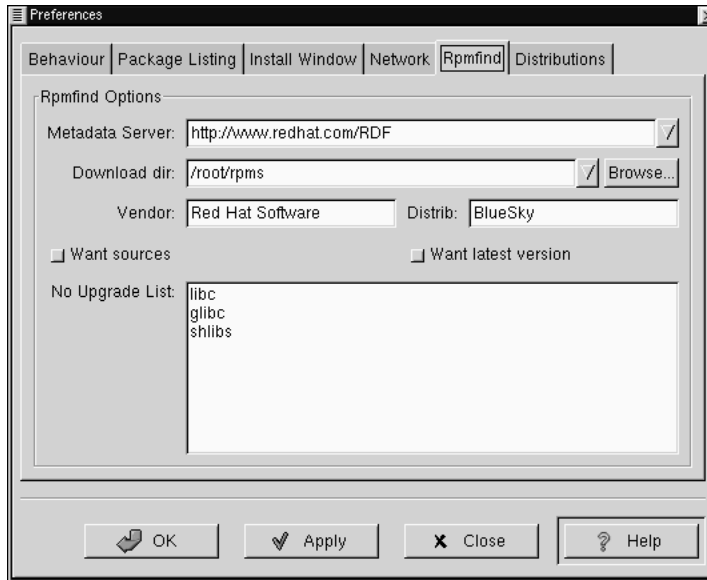 Preferences
Behaviour Package Listing Install Window Network Rpmfind Distributions
Rpmfind Options
Metadata Server: http://www.redhat.com/RDF
Download dir: /root/rpms Browse...
Vendor: Red Hat Software Distrib: BlueSky
Want sources Want latest version
No Upgrade List: libc
glibc
shlibs
OK Apply Close Help